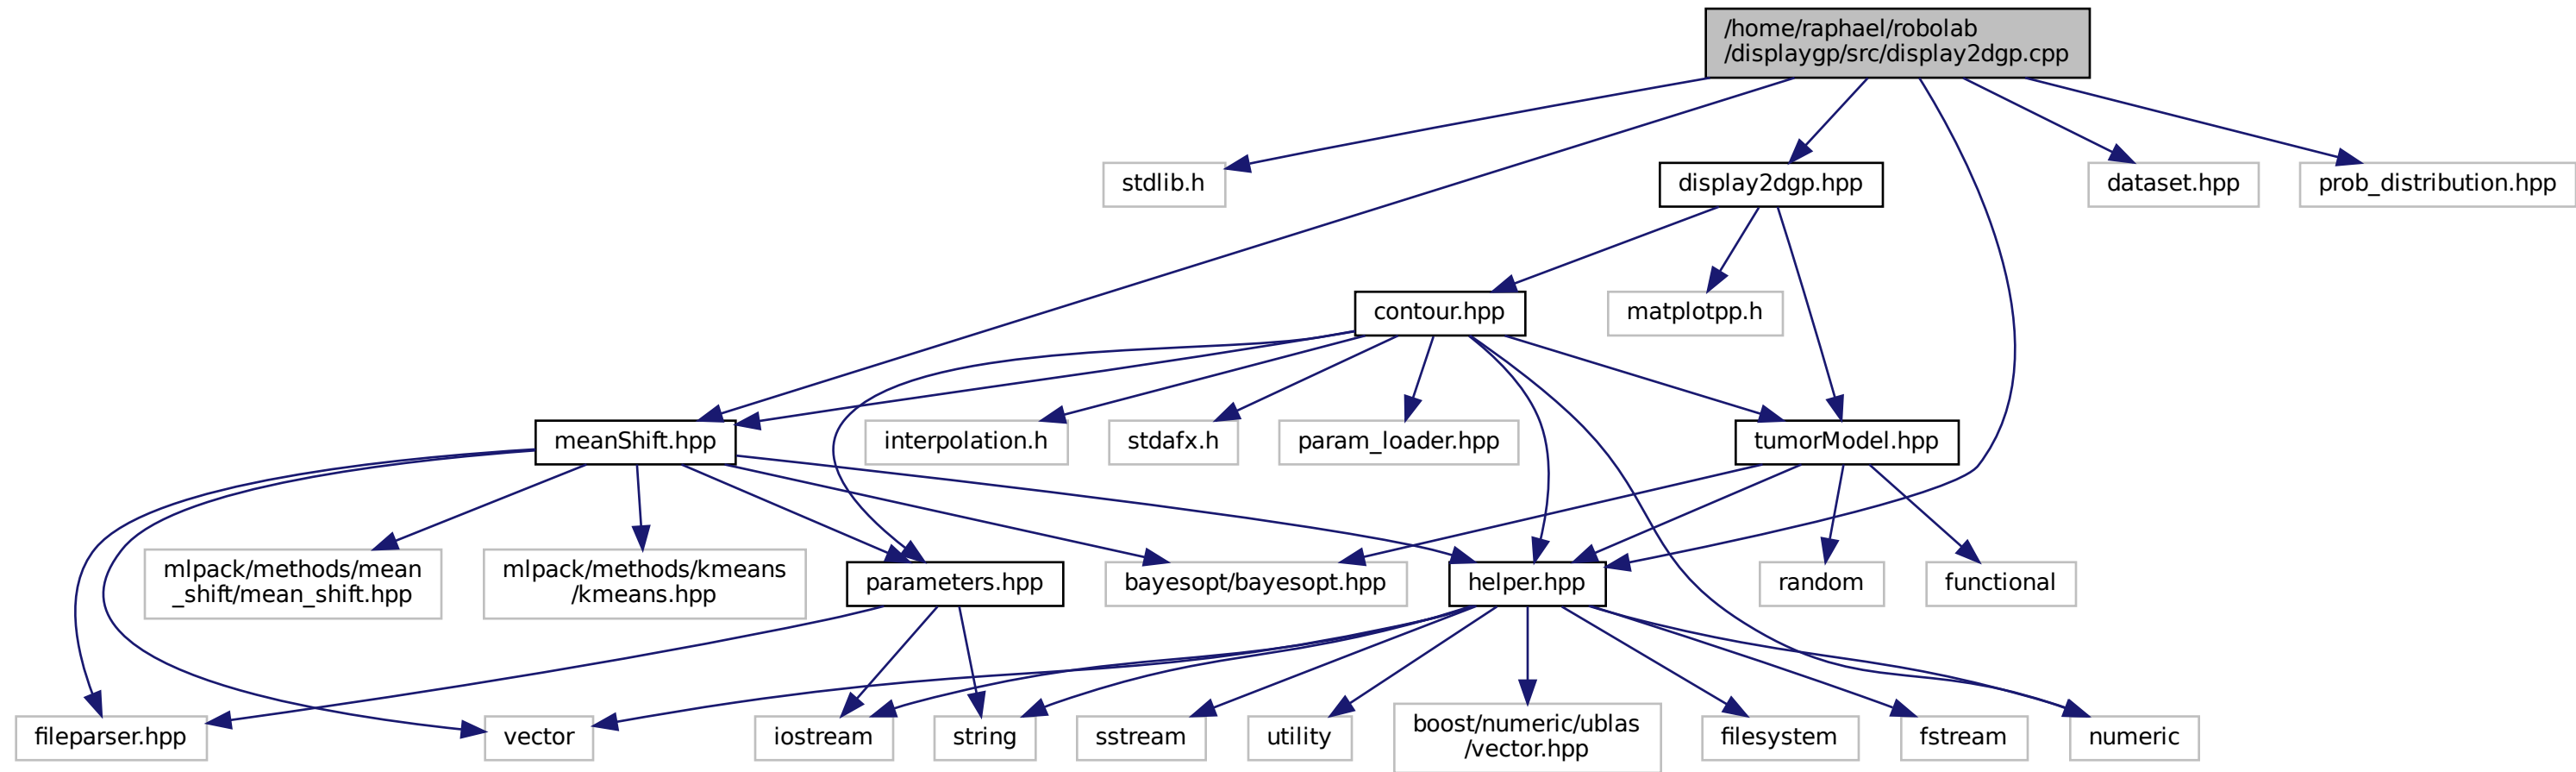 /home/raphael/robolab
/displaygp/src/display2dgp.cpp
stdlib.h
display2dgp.hpp
dataset.hpp
prob_distribution.hpp
contour.hpp
matplotpp.h
meanShift.hpp
interpolation.h
stdafx.h
param_loader.hpp
tumorModel.hpp
mlpack/methods/mean
_shift/mean_shift.hpp
mlpack/methods/kmeans
/kmeans.hpp
parameters.hpp
bayesopt/bayesopt.hpp
helper.hpp
random
functional
fileparser.hpp
vector
iostream
string
sstream
utility
boost/numeric/ublas
/vector.hpp
filesystem
fstream
numeric